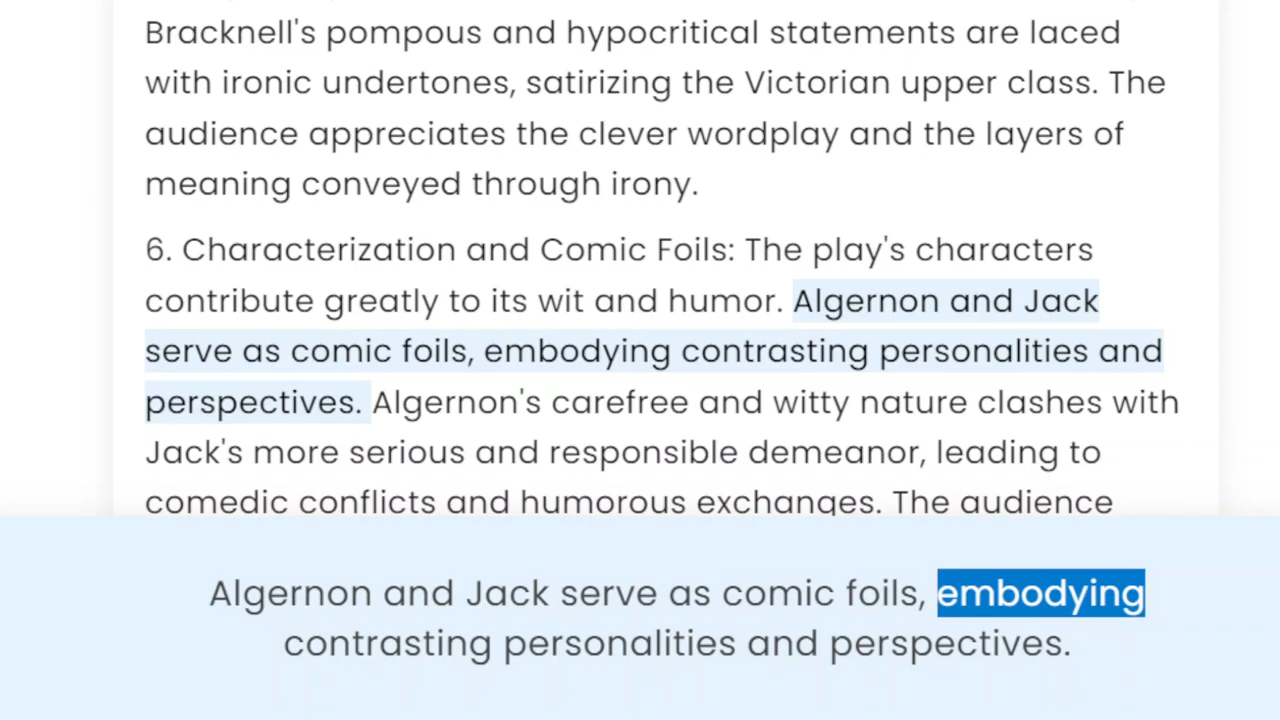 Bracknell's pompous and hypocritical statements are laced
with ironic undertones, satirizing the Victorian upper class. The
audience appreciates the clever wordplay and the layers of
meaning conveyed through irony.
6. Characterization and Comic Foils: The play's characters
contribute greatly to its wit and humor. Algernon and Jack
serve as comic foils, embodying contrasting personalities and
perspectives. Algernon's carefree and witty nature clashes with
Jack's more serious and responsible demeanor, leading to
comedic conflicts and humorous exchanges. The audience
Algernon and Jack serve as comic foils, embodying
contrasting personalities and perspectives.